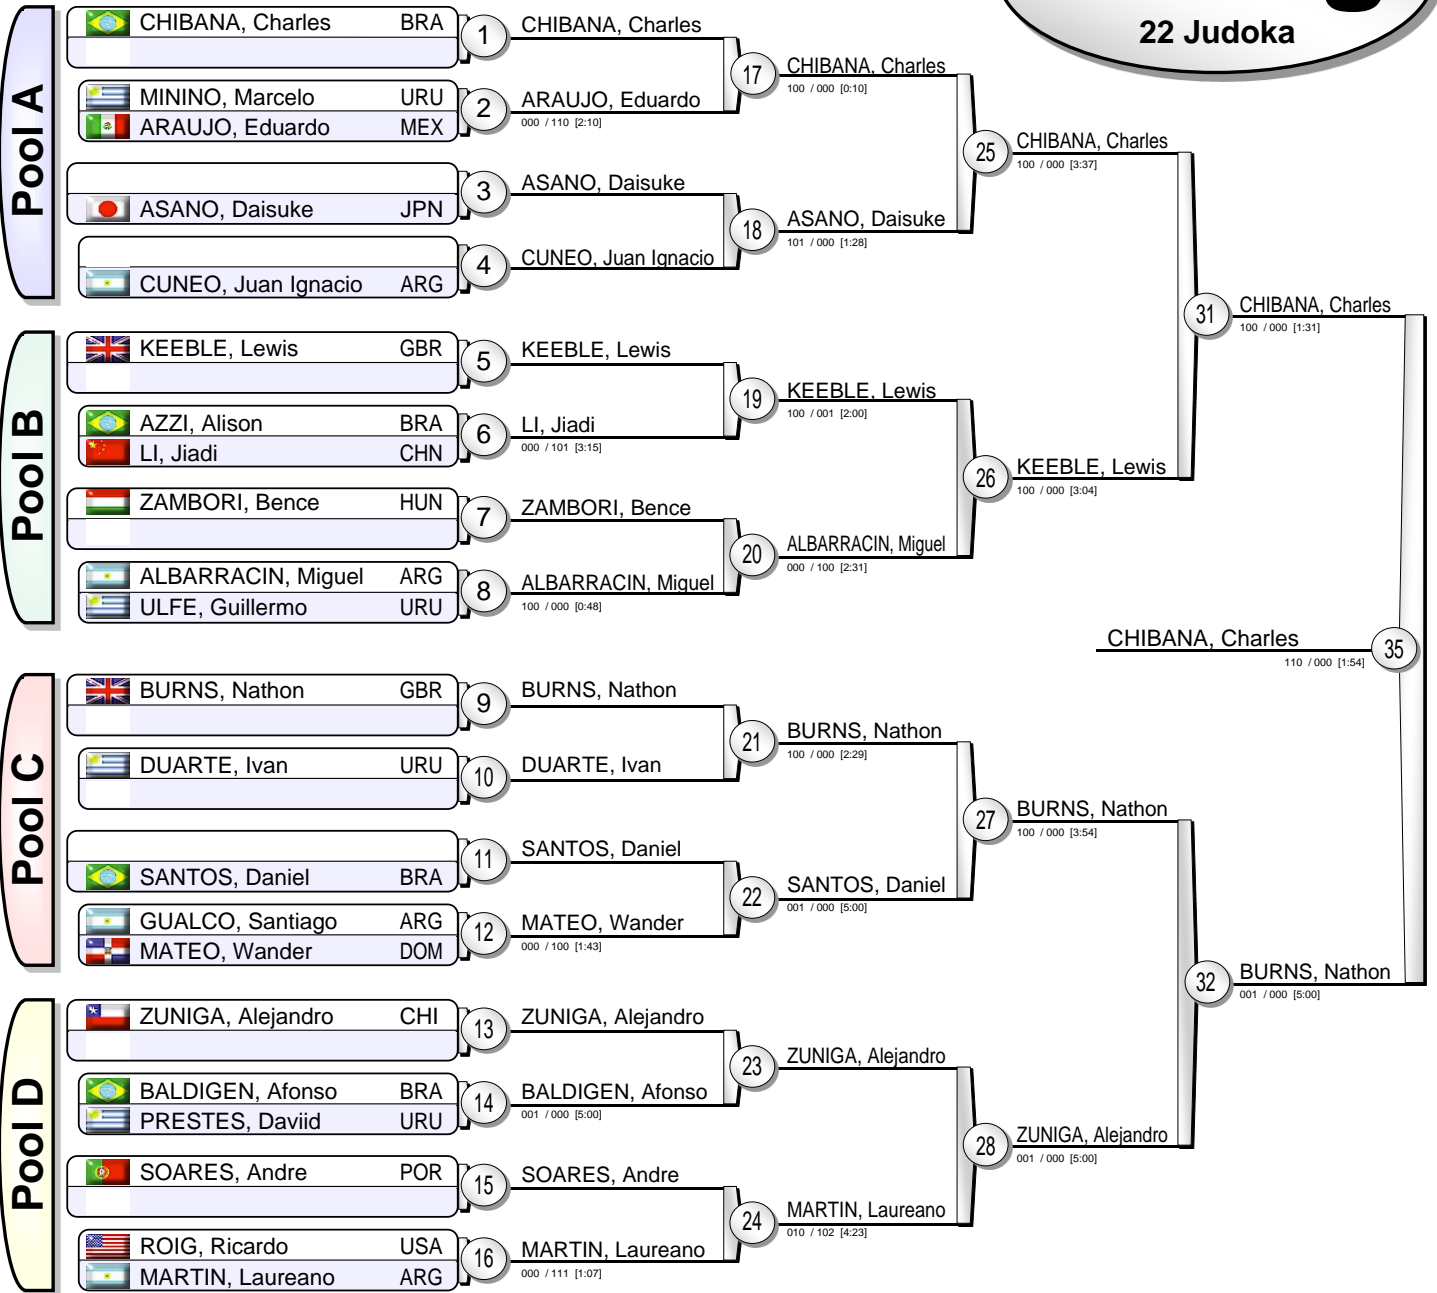 22 Judoka
Pool A
CHIBANA, Charles BRA
1
MININO, Marcelo URU
ARAUJO, Eduardo MEX
2
ASANO, Daisuke JPN
3
CUNEO, Juan Ignacio ARG
4
Pool B
KEEBLE, Lewis GBR
5
AZZI, Alison BRA
LI, Jiadi CHN
6
ZAMBORI, Bence HUN
7
ALBARRACIN, Miguel ARG
ULFE, Guillermo URU
8
Pool C
BURNS, Nathon GBR
9
DUARTE, Ivan URU
10
SANTOS, Daniel BRA
11
GUALCO, Santiago ARG
MATEO, Wander DOM
12
Pool D
ZUNIGA, Alejandro CHI
13
BALDIGEN, Afonso BRA
PRESTES, Daviid URU
14
SOARES, Andre POR
15
ROIG, Ricardo USA
MARTIN, Laureano ARG
16
CHIBANA, Charles
17
ARAUJO, Eduardo
000 / 110 [2:10]
ASANO, Daisuke
18
CUNEO, Juan Ignacio
KEEBLE, Lewis
19
LI, Jiadi
000 / 101 [3:15]
ZAMBORI, Bence
20
ALBARRACIN, Miguel
100 / 000 [0:48]
BURNS, Nathon
21
DUARTE, Ivan
SANTOS, Daniel
22
MATEO, Wander
000 / 100 [1:43]
ZUNIGA, Alejandro
23
BALDIGEN, Afonso
001 / 000 [5:00]
SOARES, Andre
24
MARTIN, Laureano
000 / 111 [1:07]
CHIBANA, Charles
100 / 000 [0:10]
25
ASANO, Daisuke
101 / 000 [1:28]
KEEBLE, Lewis
100 / 001 [2:00]
26
ALBARRACIN, Miguel
000 / 100 [2:31]
BURNS, Nathon
100 / 000 [2:29]
27
SANTOS, Daniel
001 / 000 [5:00]
ZUNIGA, Alejandro
28
MARTIN, Laureano
010 / 102 [4:23]
CHIBANA, Charles
100 / 000 [3:37]
31
KEEBLE, Lewis
100 / 000 [3:04]
BURNS, Nathon
100 / 000 [3:54]
32
ZUNIGA, Alejandro
001 / 000 [5:00]
CHIBANA, Charles
100 / 000 [1:31]
CHIBANA, Charles
35
110 / 000 [1:54]
BURNS, Nathon
001 / 000 [5:00]